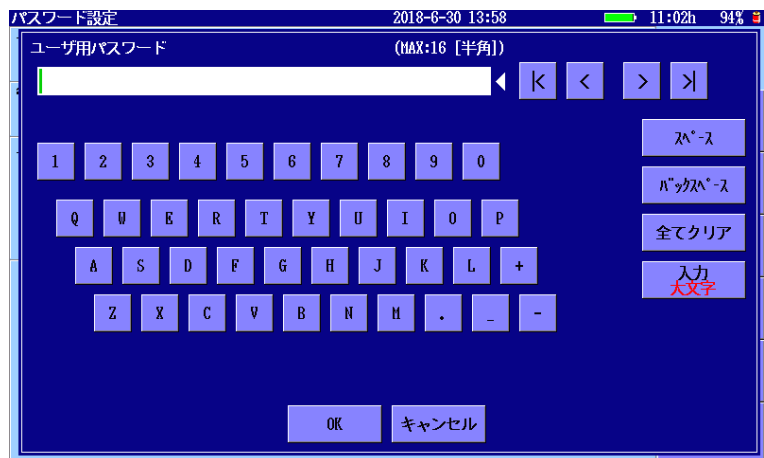 パスワード設定 2018-6-30 13:58 11:02h 94%
ユーザ用パスワード (MAX:16 [半角])
|< < > >|
スペース
1 2 3 4 5 6 7 8 9 0
バックスペース
Q W E R T Y U I O P
全てクリア
A S D F G H J K L +
入力
大文字
Z X C V B N M . _ -
OK キャンセル